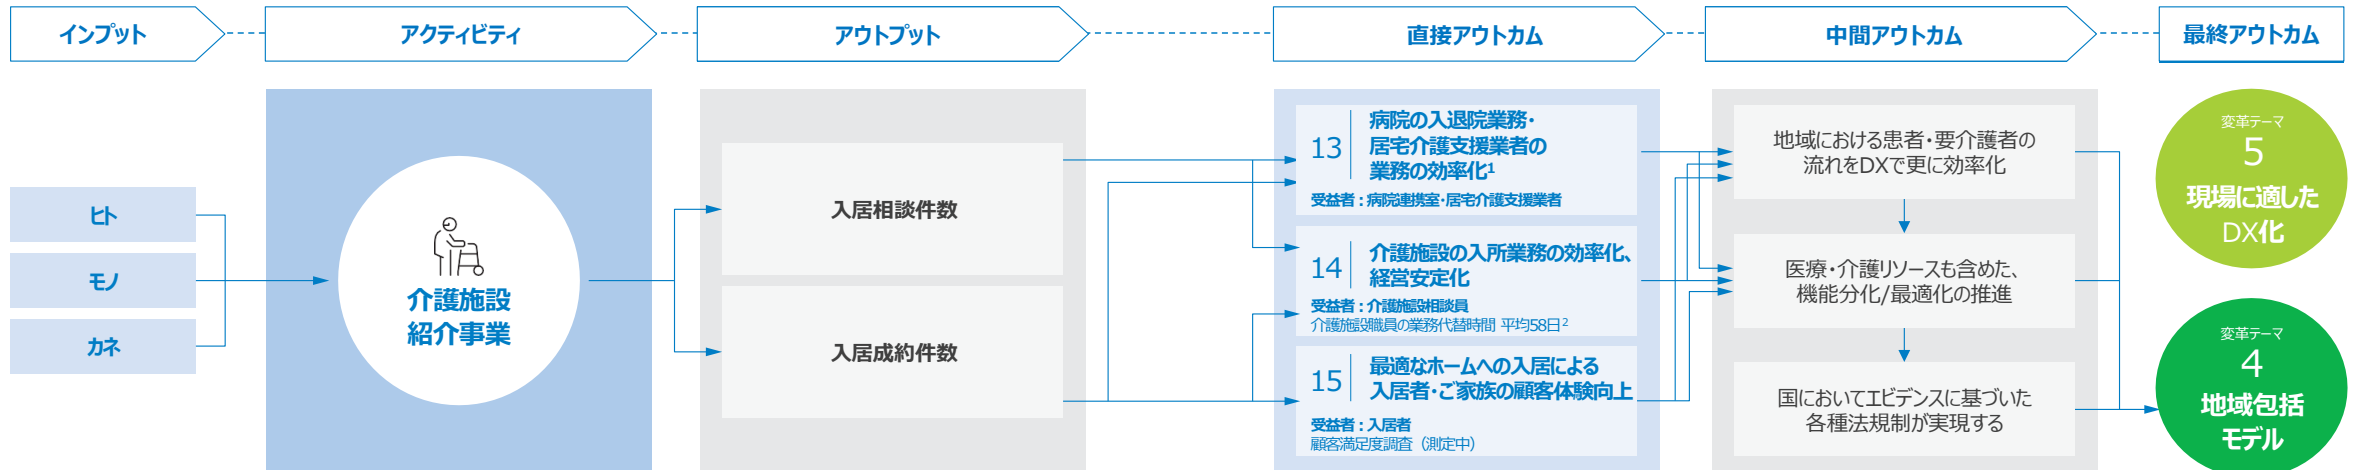 インプット
アクティビティ
アウトプット
直接アウトカム
中間アウトカム
最終アウトカム
ヒト
モノ
カネ
介護施設
紹介事業
入居相談件数
入居成約件数
13
病院の入退院業務・
居宅介護支援業者の
業務の効率化1
受益者：病院連携室・居宅介護支援業者
14
介護施設の入所業務の効率化、
経営安定化
受益者：介護施設相談員
介護施設職員の業務代替時間 平均58日2
15
最適なホームへの入居による
入居者・ご家族の顧客体験向上
受益者：入居者
顧客満足度調査（測定中）
地域における患者・要介護者の
流れをDXで更に効率化
医療・介護リソースも含めた、
機能分化/最適化の推進
国においてエビデンスに基づいた
各種法規制が実現する
変革テーマ
5
現場に適した
DX化
変革テーマ
4
地域包括
モデル